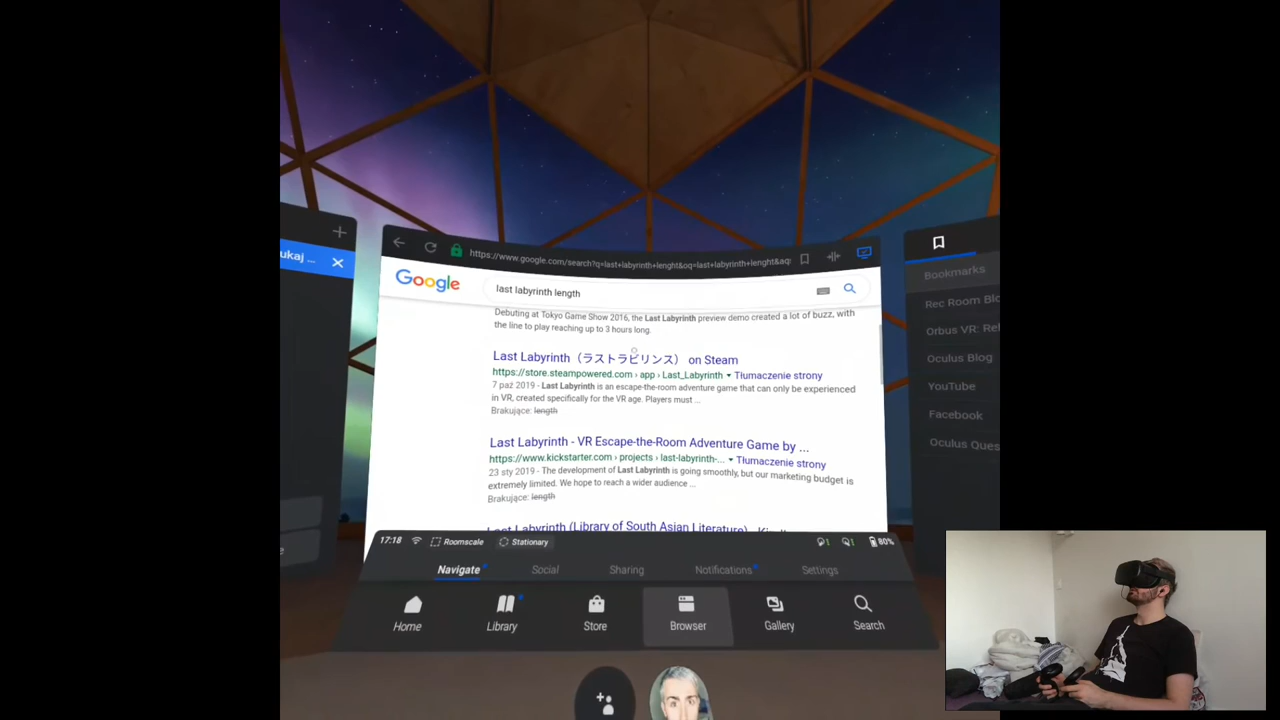 ukaj ...
https://www.google.com/search?q=last+labyrinth+lenght&oq=last+labyrinth+lenght&aq
Google
last labyrinth length
Debuting at Tokyo Game Show 2016, the Last Labyrinth preview demo created a lot of buzz, with
the line to play reaching up to 3 hours long.
Last Labyrinth（ラストラビリンス） on Steam
https://store.steampowered.com › app › Last_Labyrinth ▾ Tłumaczenie strony
7 paź 2019 - Last Labyrinth is an escape-the-room adventure game that can only be experienced
in VR, created specifically for the VR age. Players must ...
Brakujące: length
Last Labyrinth - VR Escape-the-Room Adventure Game by ...
https://www.kickstarter.com › projects › last-labyrinth-... ▾ Tłumaczenie strony
23 sty 2019 - The development of Last Labyrinth is going smoothly, but our marketing budget is
extremely limited. We hope to reach a wider audience ...
Brakujące: length
Last Labyrinth (Library of South Asian Literature)
Bookmarks
Rec Room Blo
Orbus VR: Rel
Oculus Blog
YouTube
Facebook
Oculus Ques
17:18 Roomscale Stationary 1 1 80%
Navigate Social Sharing Notifications Settings
Home Library Store Browser Gallery Search